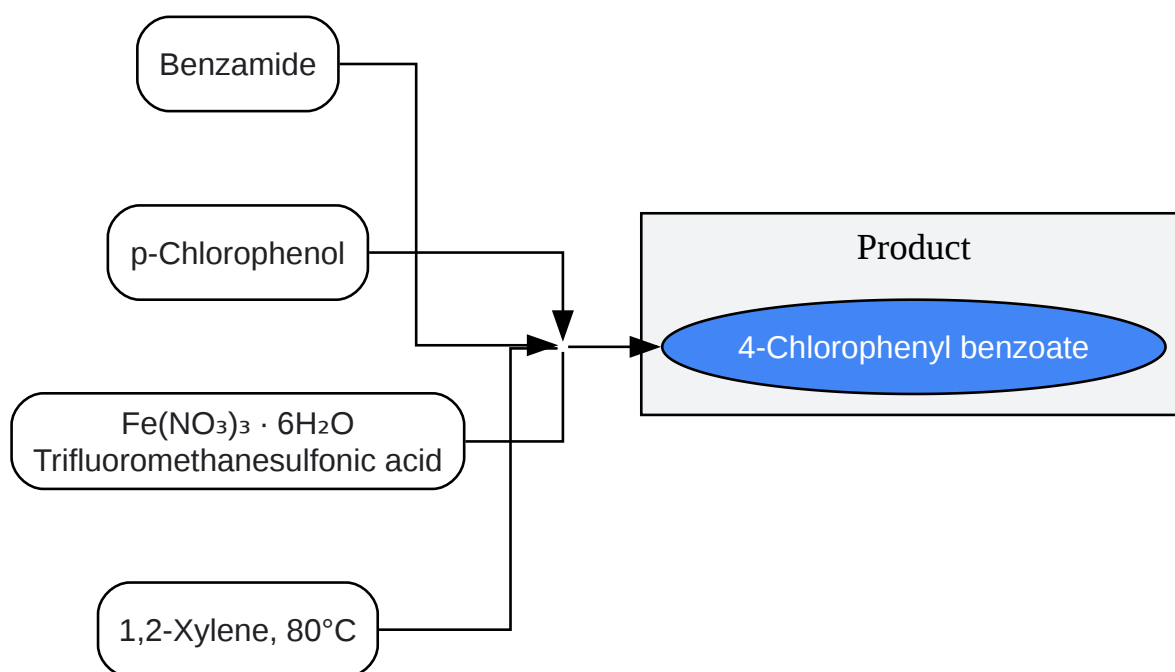 Benzamide
p-Chlorophenol
Product
4-Chlorophenyl benzoate
Fe(NO₃)₃ · 6H₂O
Trifluoromethanesulfonic acid
1,2-Xylene, 80°C